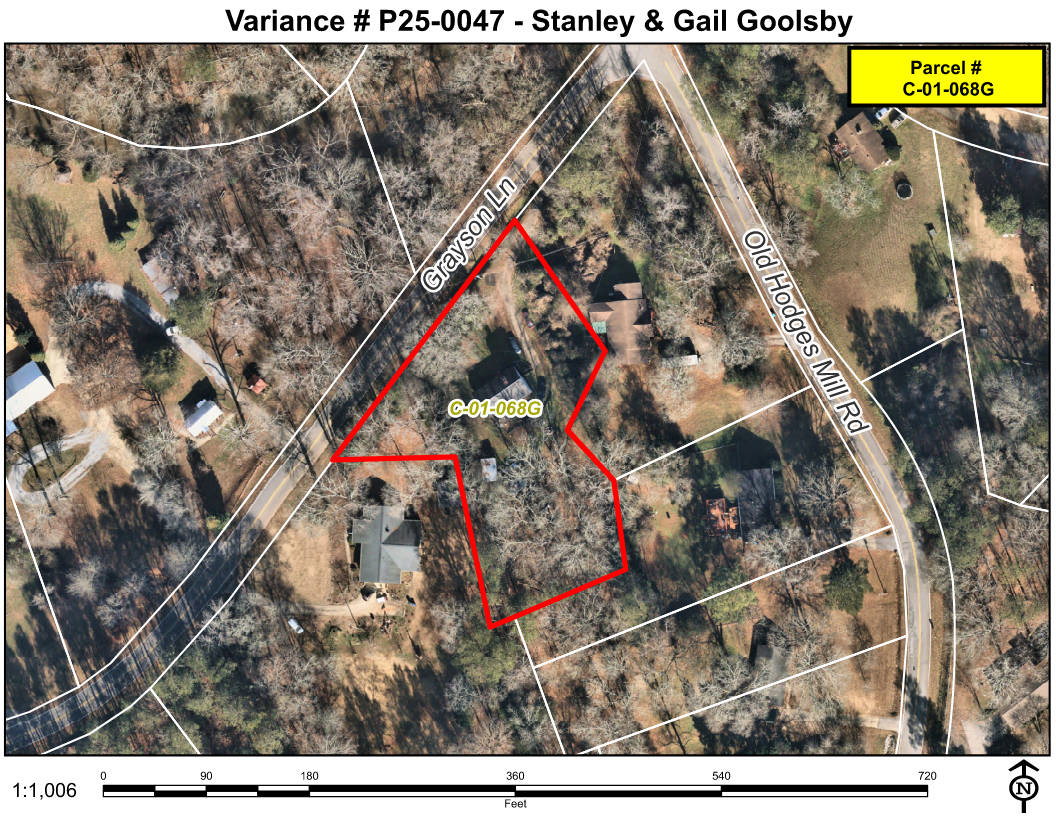 Variance # P25-0047 - Stanley & Gail Goolsby
Parcel #
C-01-068G
Grayson Ln
Old Hodges Mill Rd
C-01-068G
1:1,006
0 90 180 360 540 720
Feet
N